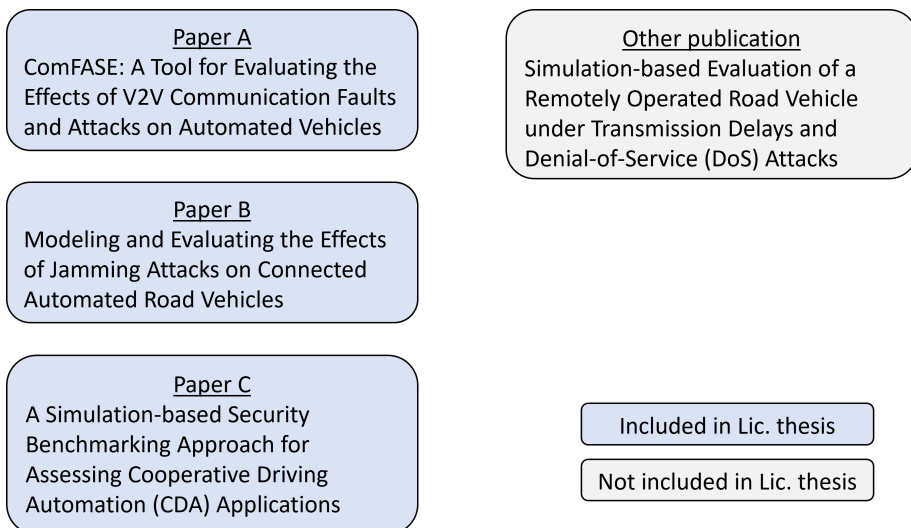 Paper A
ComFASE: A Tool for Evaluating the
Effects of V2V Communication Faults
and Attacks on Automated Vehicles
Other publication
Simulation-based Evaluation of a
Remotely Operated Road Vehicle
under Transmission Delays and
Denial-of-Service (DoS) Attacks
Paper B
Modeling and Evaluating the Effects
of Jamming Attacks on Connected
Automated Road Vehicles
Paper C
A Simulation-based Security
Benchmarking Approach for
Assessing Cooperative Driving
Automation (CDA) Applications
Included in Lic. thesis
Not included in Lic. thesis